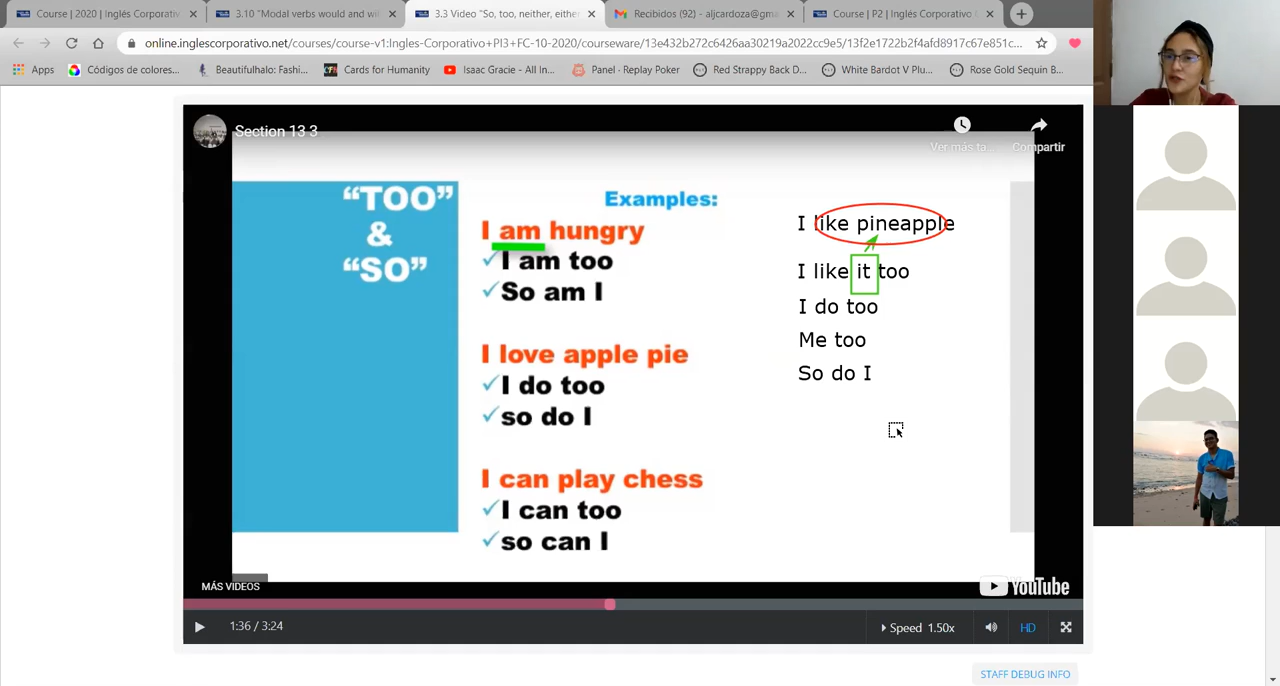 Course | 2020 | Inglés Corporativ
3.10 "Modal verbs would and wil
3.3 Video "So, too, neither, either
Recibidos (92) - aljcardoza@gma
Course | P2 | Inglés Corporativo
online.inglescorporativo.net/courses/course-v1:Ingles-Corporativo+PI3+FC-10-2020/courseware/13e432b272c6426aa30219a2022cc9e5/13f2e1722b2f4afd8917c67e851c...
Apps
Códigos de colores...
Beautifulhalo: Fashi...
Cards for Humanity
Isaac Gracie - All In...
Panel · Replay Poker
Red Strappy Back D...
White Bardot V Plu...
Rose Gold Sequin B...
Section 13 3
Ver más ta...
Compartir
"TOO"
&
"SO"
Examples:
I am hungry
I am too
So am I
I love apple pie
I do too
so do I
I can play chess
I can too
so can I
I like pineapple
I like it too
I do too
Me too
So do I
MÁS VIDEOS
YouTube
1:36 / 3:24
Speed 1.50x
HD
STAFF DEBUG INFO